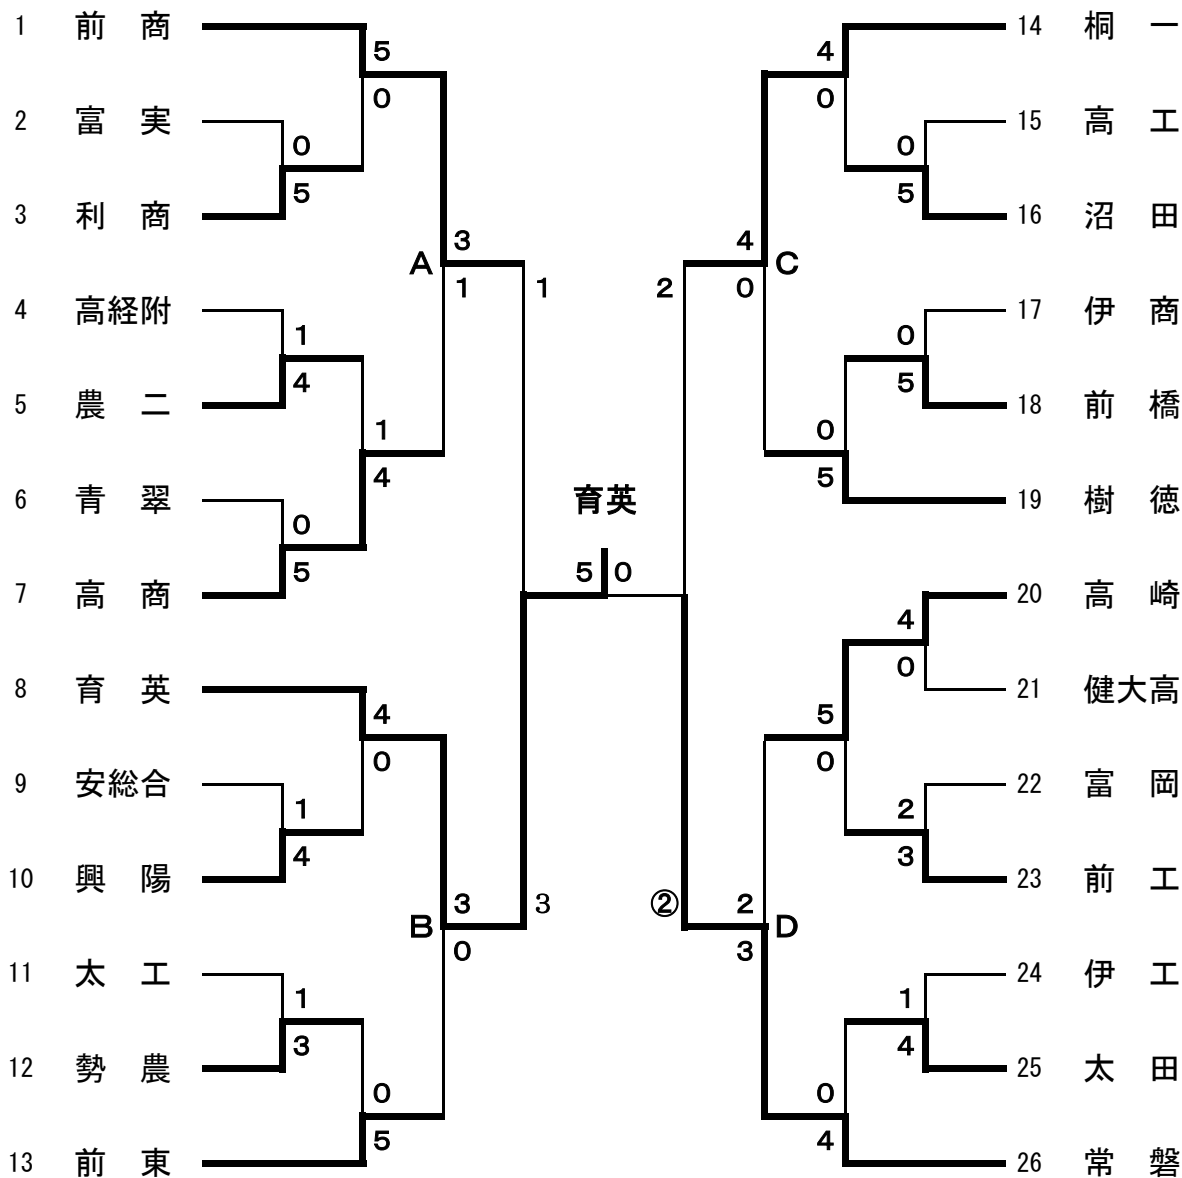 1 前 商
5
0
2 富 実
0
5
3 利 商
A
3
1
1
4 高経附
1
4
5 農 二
1
4
6 青 翠
0
5
7 高 商
8 育 英
4
0
9 安総合
1
4
10 興 陽
B
3
0
3
11 太 工
1
3
12 勢 農
0
5
13 前 東
育英
5 0
14 桐 一
4
0
15 高 工
0
5
16 沼 田
2
4
0
C
17 伊 商
0
5
18 前 橋
0
5
19 樹 徳
20 高 崎
4
0
21 健大高
5
0
22 富 岡
2
3
23 前 工
②
2
3
D
24 伊 工
1
4
25 太 田
0
4
26 常 磐